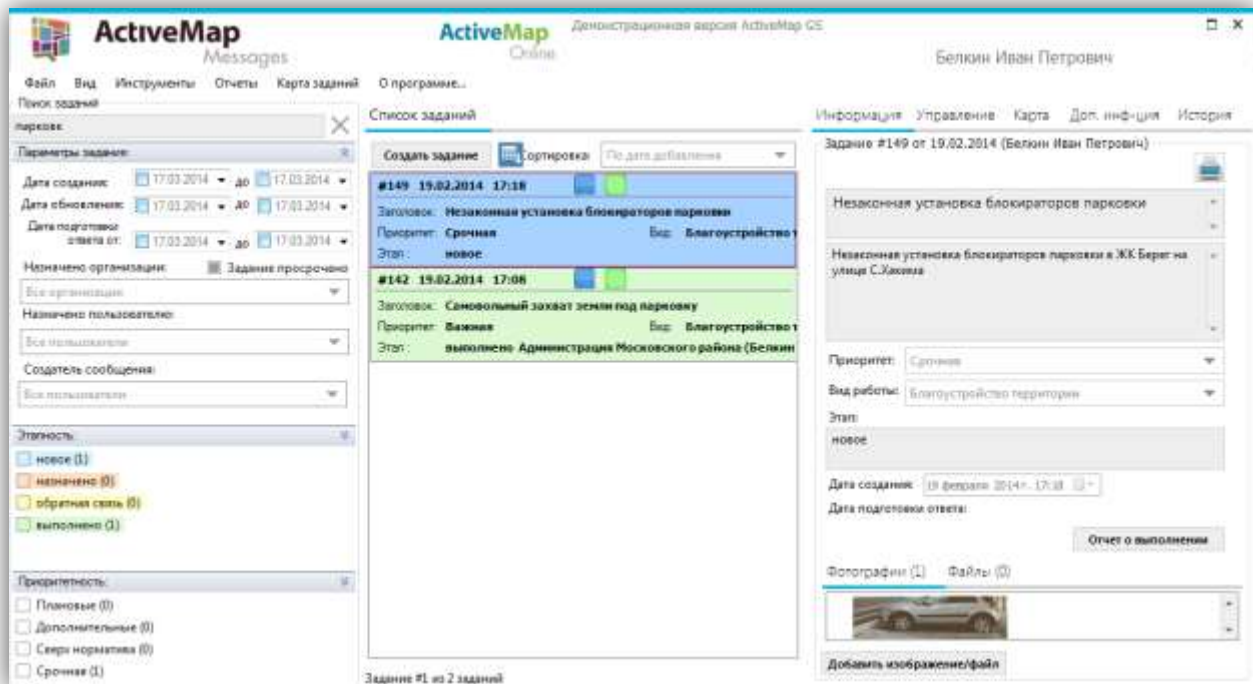 ActiveMap
Messages
ActiveMap
Online
Демонстрационная версия ActiveMap GS
Белкин Иван Петрович
Файл Вид Инструменты Отчеты Карта заданий О программе...
Поиск заданий
парковк
Параметры задания:
Дата создания: 17.03.2014 до 17.03.2014
Дата обновления: 17.03.2014 до 17.03.2014
Дата подготовки
ответа от: 17.03.2014 до 17.03.2014
Назначено организации: Задание просрочено
Все организации
Назначено пользователю:
Все пользователи
Создатель сообщения:
Все пользователи
Этапность:
новое (1)
назначено (0)
обратная связь (0)
выполнено (1)
Приоритетность:
Плановые (0)
Дополнительные (0)
Сверх норматива (0)
Срочная (1)
Список заданий
Создать задание Сортировка: По дате добавления
#149 19.02.2014 17:18
Заголовок: Незаконная установка блокираторов парковки
Приоритет: Срочная Вид: Благоустройство т
Этап: новое
#142 19.02.2014 17:08
Заголовок: Самовольный захват земли под парковку
Приоритет: Важная Вид: Благоустройство т
Этап: выполнено Администрация Московского района (Белкин
Задание #1 из 2 заданий
Информация Управление Карта Доп. инф-ция История
Задание #149 от 19.02.2014 (Белкин Иван Петрович)
Незаконная установка блокираторов парковки
Незаконная установка блокираторов парковки в ЖК Берег на
улице С.Хакима
Приоритет: Срочная
Вид работы: Благоустройство территории
Этап:
новое
Дата создания: 19 февраля 2014 г. 17:18
Дата подготовки ответа:
Отчет о выполнении
Фотографии (1) Файлы (0)
Добавить изображение/файл